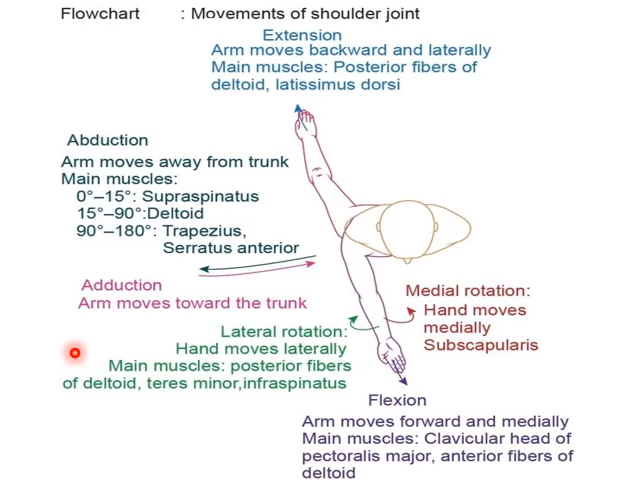 Flowchart : Movements of shoulder joint
Extension
Arm moves backward and laterally
Main muscles: Posterior fibers of
deltoid, latissimus dorsi
Abduction
Arm moves away from trunk
Main muscles:
0°–15°: Supraspinatus
15°–90°:Deltoid
90°–180°: Trapezius,
Serratus anterior
Adduction
Arm moves toward the trunk
Medial rotation:
Hand moves
medially
Subscapularis
Lateral rotation:
Hand moves laterally
Main muscles: posterior fibers
of deltoid, teres minor,infraspinatus
Flexion
Arm moves forward and medially
Main muscles: Clavicular head of
pectoralis major, anterior fibers of
deltoid